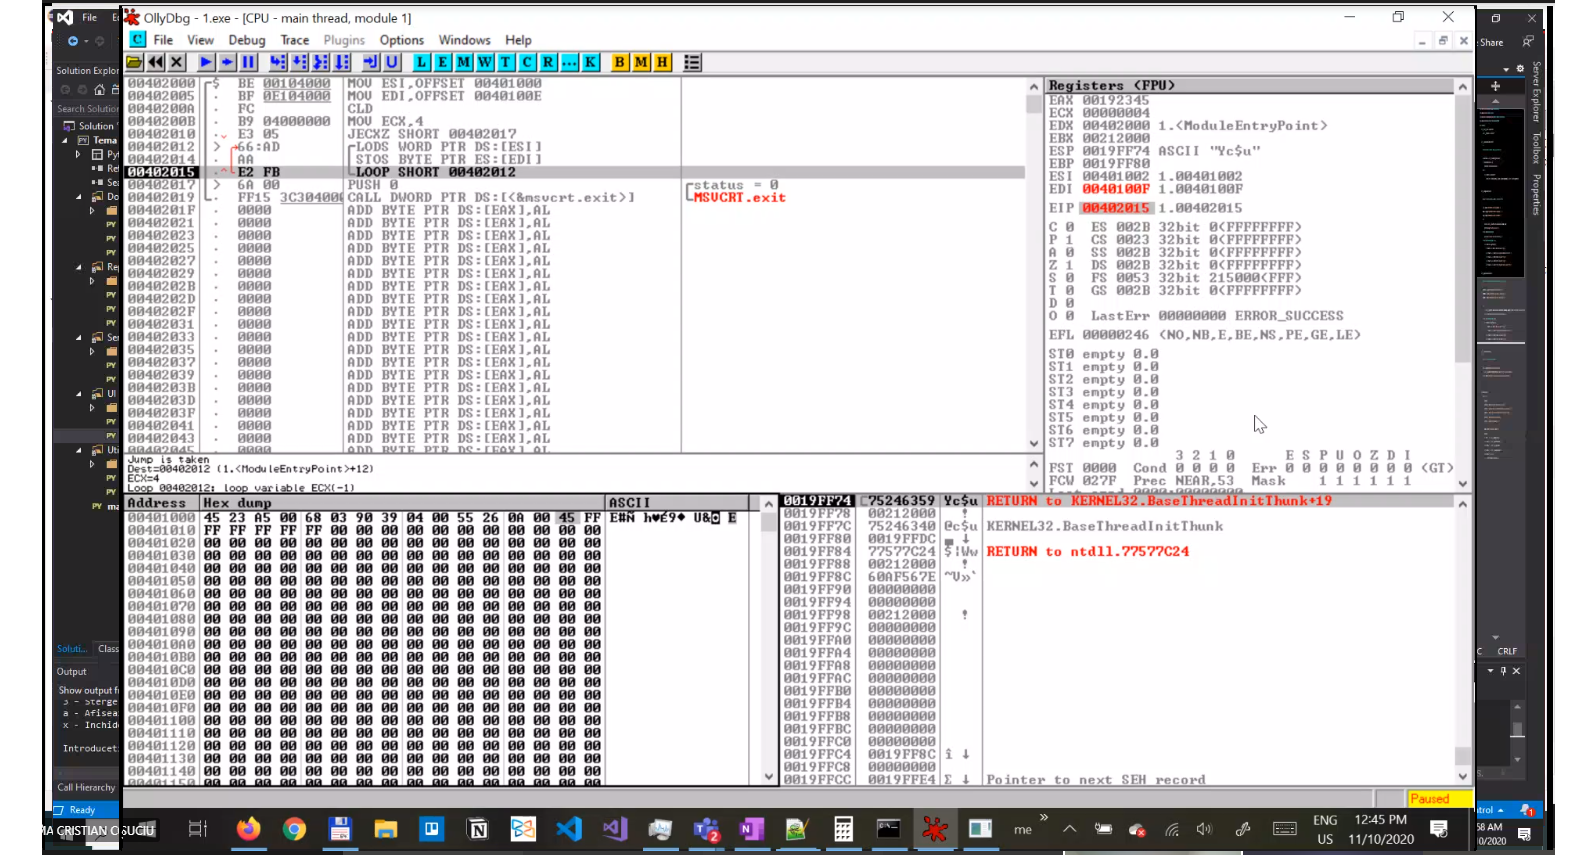 File
OllyDbg - 1.exe - [CPU - main thread, module 1]
C File View Debug Trace Plugins Options Windows Help
L E M W T C R ... K B M H
Share
Solution Explor
Search Solutio
Solution
Tema
Server Explorer
Toolbox
Properties
00402000 $ BE 00104000 MOV ESI,OFFSET 00401000
00402005 . BF 0E104000 MOV EDI,OFFSET 0040100E
0040200A . FC CLD
0040200B . B9 04000000 MOV ECX,4
00402010 . E3 05 JECXZ SHORT 00402017
00402012 > 66:AD LODS WORD PTR DS:[ESI]
00402014 . AA STOS BYTE PTR ES:[EDI]
00402015 . E2 FB LOOP SHORT 00402012
00402017 > 6A 00 PUSH 0 status = 0
00402019 . FF15 3C304000 CALL DWORD PTR DS:[<&msvcrt.exit>] MSVCRT.exit
0040201F . 0000 ADD BYTE PTR DS:[EAX],AL
00402021 . 0000 ADD BYTE PTR DS:[EAX],AL
00402023 . 0000 ADD BYTE PTR DS:[EAX],AL
00402025 . 0000 ADD BYTE PTR DS:[EAX],AL
00402027 . 0000 ADD BYTE PTR DS:[EAX],AL
00402029 . 0000 ADD BYTE PTR DS:[EAX],AL
0040202B . 0000 ADD BYTE PTR DS:[EAX],AL
0040202D . 0000 ADD BYTE PTR DS:[EAX],AL
0040202F . 0000 ADD BYTE PTR DS:[EAX],AL
00402031 . 0000 ADD BYTE PTR DS:[EAX],AL
00402033 . 0000 ADD BYTE PTR DS:[EAX],AL
00402035 . 0000 ADD BYTE PTR DS:[EAX],AL
00402037 . 0000 ADD BYTE PTR DS:[EAX],AL
00402039 . 0000 ADD BYTE PTR DS:[EAX],AL
0040203B . 0000 ADD BYTE PTR DS:[EAX],AL
0040203D . 0000 ADD BYTE PTR DS:[EAX],AL
0040203F . 0000 ADD BYTE PTR DS:[EAX],AL
00402041 . 0000 ADD BYTE PTR DS:[EAX],AL
00402043 . 0000 ADD BYTE PTR DS:[EAX],AL
00402045 . 0000 ADD BYTE PTR DS:[EAX],AL
Jump is taken
Dest=00402012 (1.<ModuleEntryPoint>+12)
ECX=4
Loop 00402012: loop variable ECX(-1)
Registers (FPU)
EAX 00192345
ECX 00000004
EDX 00402000 1.<ModuleEntryPoint>
EBX 00212000
ESP 0019FF74 ASCII "Yc$u"
EBP 0019FF80
ESI 00401002 1.00401002
EDI 0040100F 1.0040100F
EIP 00402015 1.00402015
C 0 ES 002B 32bit 0(FFFFFFFF)
P 1 CS 0023 32bit 0(FFFFFFFF)
A 0 SS 002B 32bit 0(FFFFFFFF)
Z 1 DS 002B 32bit 0(FFFFFFFF)
S 0 FS 0053 32bit 215000(FFF)
T 0 GS 002B 32bit 0(FFFFFFFF)
D 0
O 0 LastErr 00000000 ERROR_SUCCESS
EFL 00000246 (NO,NB,E,BE,NS,PE,GE,LE)
ST0 empty 0.0
ST1 empty 0.0
ST2 empty 0.0
ST3 empty 0.0
ST4 empty 0.0
ST5 empty 0.0
ST6 empty 0.0
ST7 empty 0.0
3 2 1 0 E S P U O Z D I
FST 0000 Cond 0 0 0 0 Err 0 0 0 0 0 0 0 0 (GT)
FCW 027F Prec NEAR,53 Mask 1 1 1 1 1 1
Address Hex dump ASCII
00401000 45 23 A5 00 68 03 90 39 04 00 55 26 0A 00 45 FF E#Ñ h♥É9♦ U&◙ E
00401010 FF FF FF FF FF 00 00 00 00 00 00 00 00 00 00 00
00401020 00 00 00 00 00 00 00 00 00 00 00 00 00 00 00 00
00401030 00 00 00 00 00 00 00 00 00 00 00 00 00 00 00 00
00401040 00 00 00 00 00 00 00 00 00 00 00 00 00 00 00 00
00401050 00 00 00 00 00 00 00 00 00 00 00 00 00 00 00 00
00401060 00 00 00 00 00 00 00 00 00 00 00 00 00 00 00 00
00401070 00 00 00 00 00 00 00 00 00 00 00 00 00 00 00 00
00401080 00 00 00 00 00 00 00 00 00 00 00 00 00 00 00 00
00401090 00 00 00 00 00 00 00 00 00 00 00 00 00 00 00 00
004010A0 00 00 00 00 00 00 00 00 00 00 00 00 00 00 00 00
004010B0 00 00 00 00 00 00 00 00 00 00 00 00 00 00 00 00
004010C0 00 00 00 00 00 00 00 00 00 00 00 00 00 00 00 00
004010D0 00 00 00 00 00 00 00 00 00 00 00 00 00 00 00 00
004010E0 00 00 00 00 00 00 00 00 00 00 00 00 00 00 00 00
004010F0 00 00 00 00 00 00 00 00 00 00 00 00 00 00 00 00
00401100 00 00 00 00 00 00 00 00 00 00 00 00 00 00 00 00
00401110 00 00 00 00 00 00 00 00 00 00 00 00 00 00 00 00
00401120 00 00 00 00 00 00 00 00 00 00 00 00 00 00 00 00
00401130 00 00 00 00 00 00 00 00 00 00 00 00 00 00 00 00
00401140 00 00 00 00 00 00 00 00 00 00 00 00 00 00 00 00
00401150 00 00 00 00 00 00 00 00 00 00 00 00 00 00 00 00
0019FF74 75246359 Yc$u RETURN to KERNEL32.BaseThreadInitThunk+19
0019FF78 00212000 !
0019FF7C 75246340 @c$u KERNEL32.BaseThreadInitThunk
0019FF80 0019FFDC ▄ ↓
0019FF84 77577C24 $|Ww RETURN to ntdll.77577C24
0019FF88 00212000 !
0019FF8C 60AF567E ~V»`
0019FF90 00000000
0019FF94 00000000
0019FF98 00212000 !
0019FF9C 00000000
0019FFA0 00000000
0019FFA4 00000000
0019FFA8 00000000
0019FFAC 00000000
0019FFB0 00000000
0019FFB4 00000000
0019FFB8 00000000
0019FFBC 00000000
0019FFC0 00000000
0019FFC4 0019FF8C î ↓
0019FFC8 00000000
0019FFCC 0019FFE4 Σ ↓ Pointer to next SEH record
Soluti... Class
Output
Show output f
3 - Sterge
a - Afisea
x - Inchid
Introducet
Call Hierarchy
Ready
CRLF
Paused
CRISTIAN O SUCIU
me
ENG
US
12:45 PM
11/10/2020